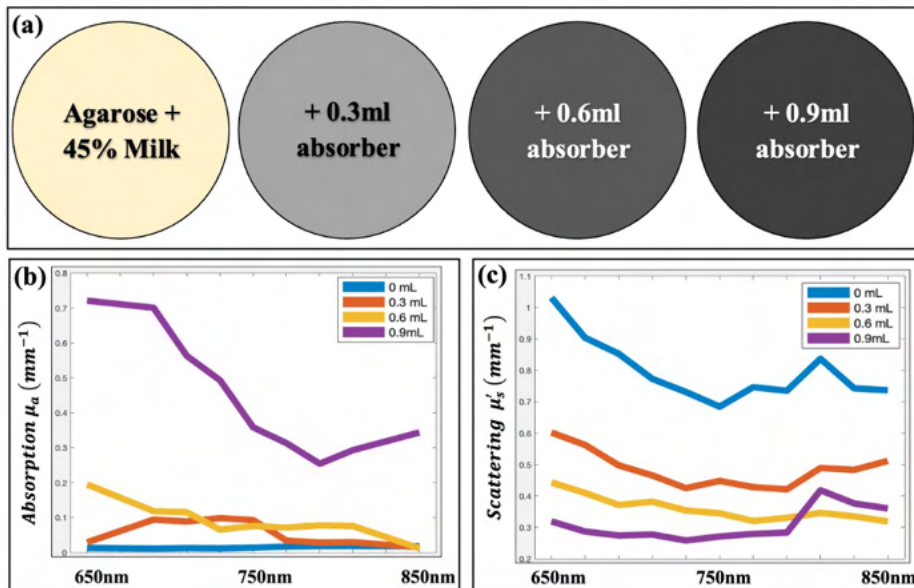 (a)
Agarose +
45% Milk
+ 0.3ml
absorber
+ 0.6ml
absorber
+ 0.9ml
absorber
(b)
Absorption μₐ (mm⁻¹)
0.8
0.7
0.6
0.5
0.4
0.3
0.2
0.1
0
0 mL
0.3 mL
0.6 mL
0.9mL
650nm
750nm
850nm
(c)
Scattering μ′ₛ (mm⁻¹)
1.1
1
0.9
0.8
0.7
0.6
0.5
0.4
0.3
0.2
0 mL
0.3 mL
0.6 mL
0.9mL
650nm
750nm
850nm